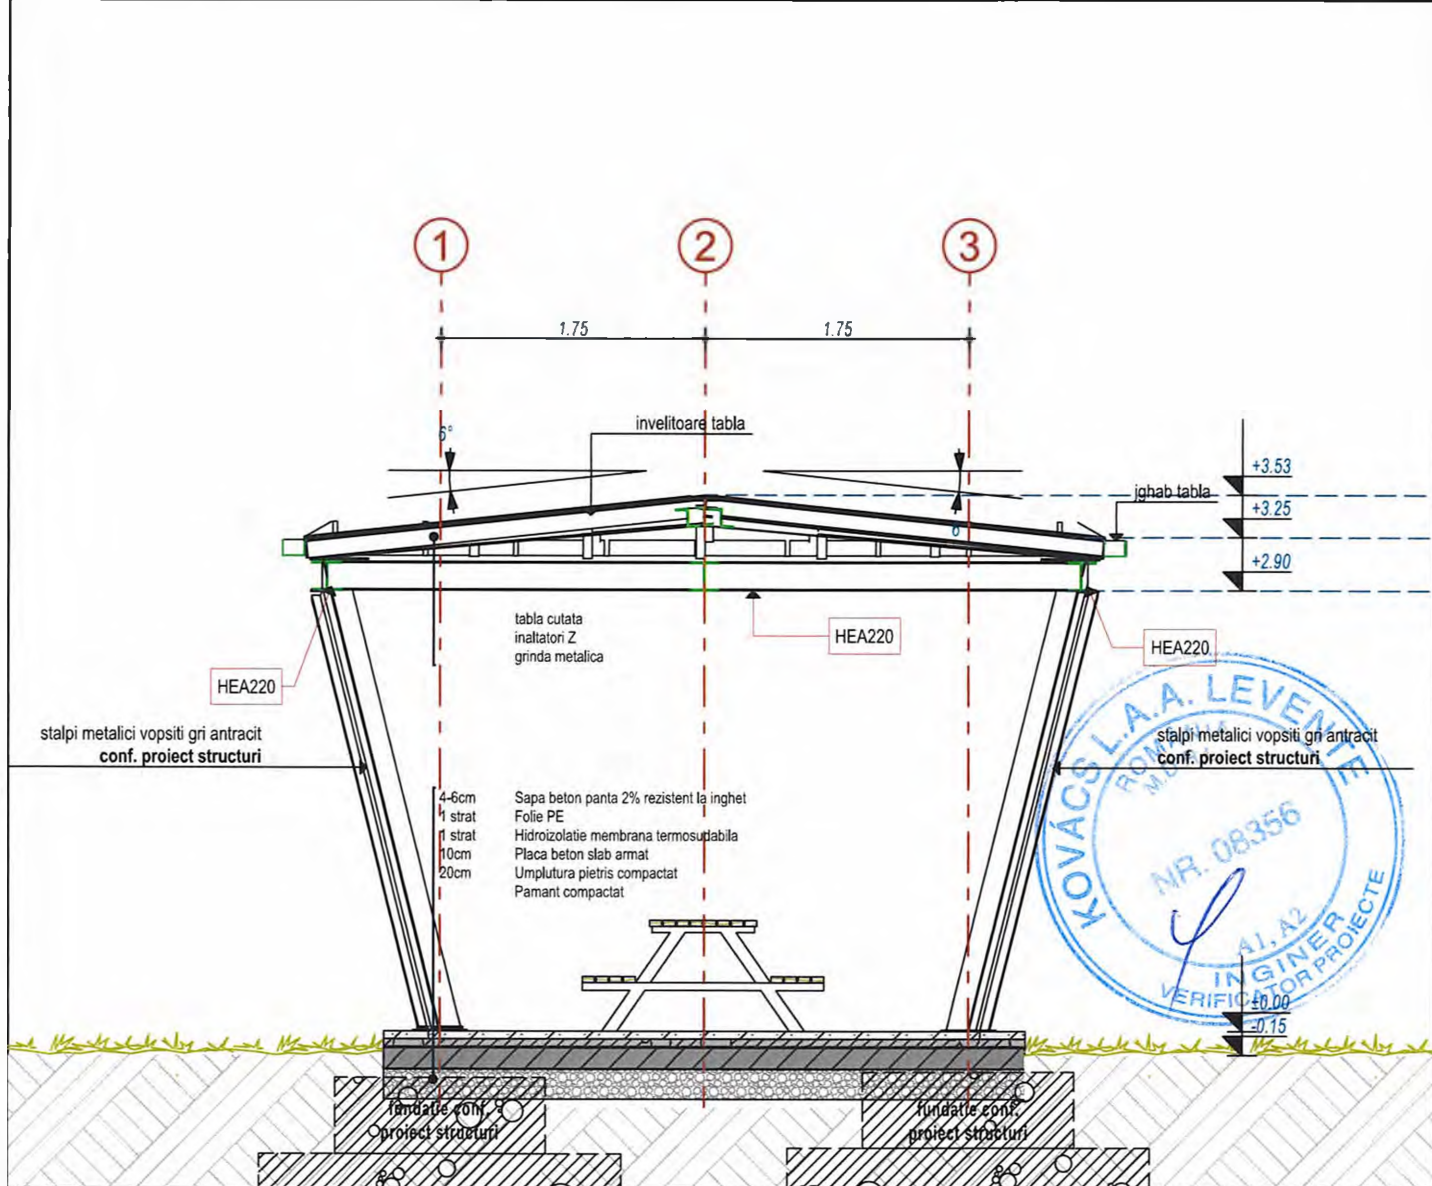 1
2
3
1.75
1.75
invelitoare tabla
6°
+3.53
jghab tabla
+3.25
6
+2.90
tabla cutata
inaltatori Z
grinda metalica
HEA220
HEA220
HEA220
stalpi metalici vopsiti gri antracit
conf. proiect structuri
stalpi metalici vopsiti gri antracit
conf. proiect structuri
4-6cm Sapa beton panta 2% rezistent la inghet
1 strat Folie PE
1 strat Hidroizolatie membrana termosudabila
10cm Placa beton slab armat
20cm Umplutura pietris compactat
Pamant compactat
KOVÁCS L.A.A. LEVENTE
ROMANIA
NR. 08356
A1, A2
INGINER
VERIFICATOR PROIECTE
±0.00
-0.15
fundatie conf.
proiect structuri
fundatie conf.
proiect structuri